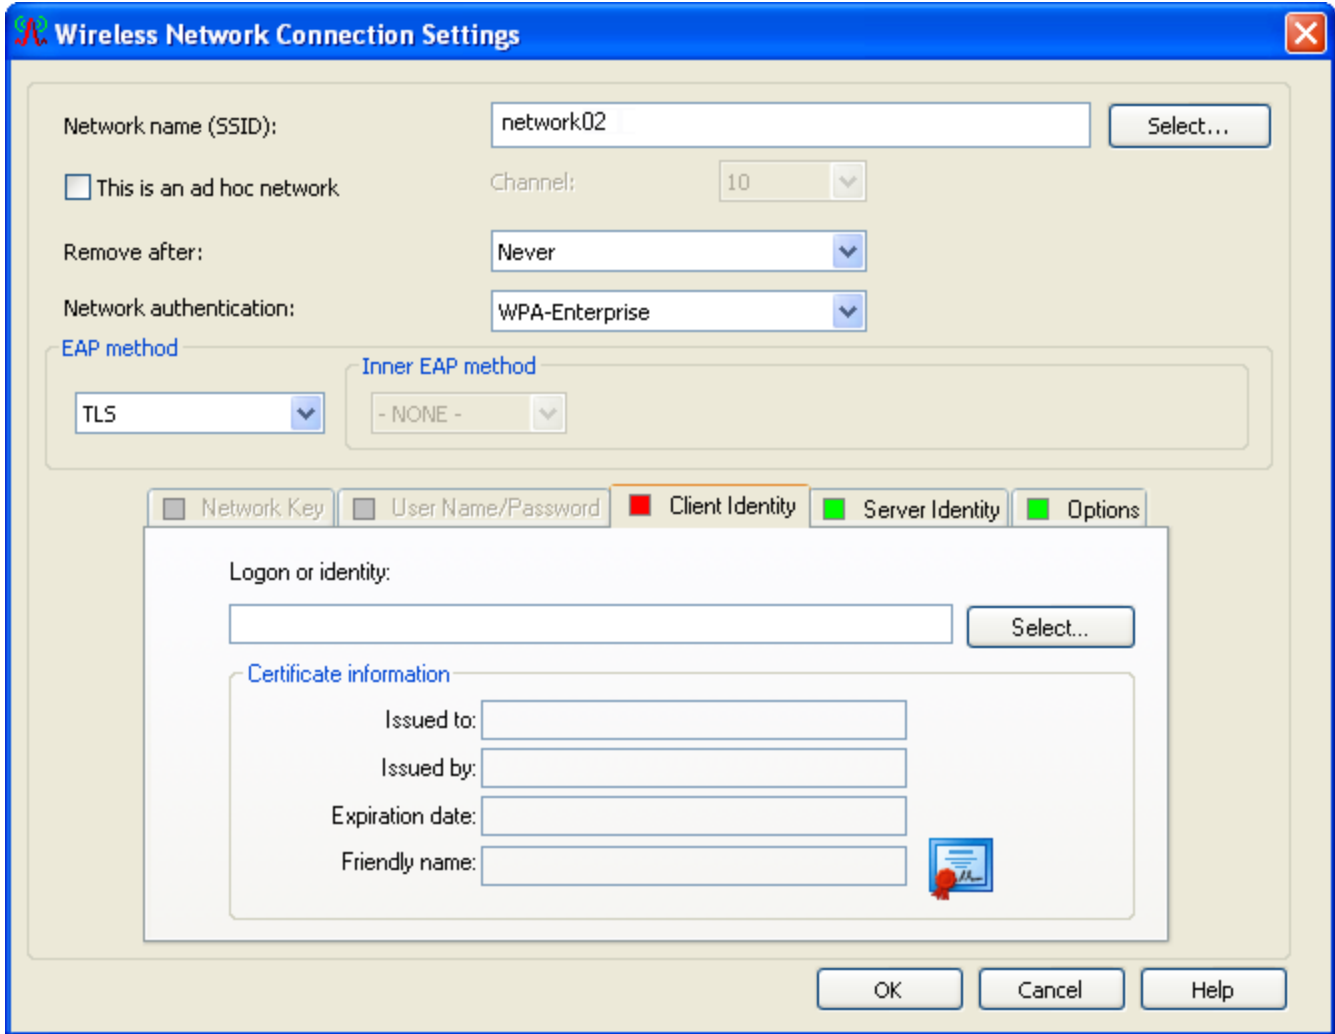 Wireless Network Connection Settings
Network name (SSID): network02 Select...
This is an ad hoc network Channel: 10
Remove after: Never
Network authentication: WPA-Enterprise
EAP method
Inner EAP method
TLS - NONE -
Network Key User Name/Password Client Identity Server Identity Options
Logon or identity:
Select...
Certificate information
Issued to:
Issued by:
Expiration date:
Friendly name:
OK Cancel Help